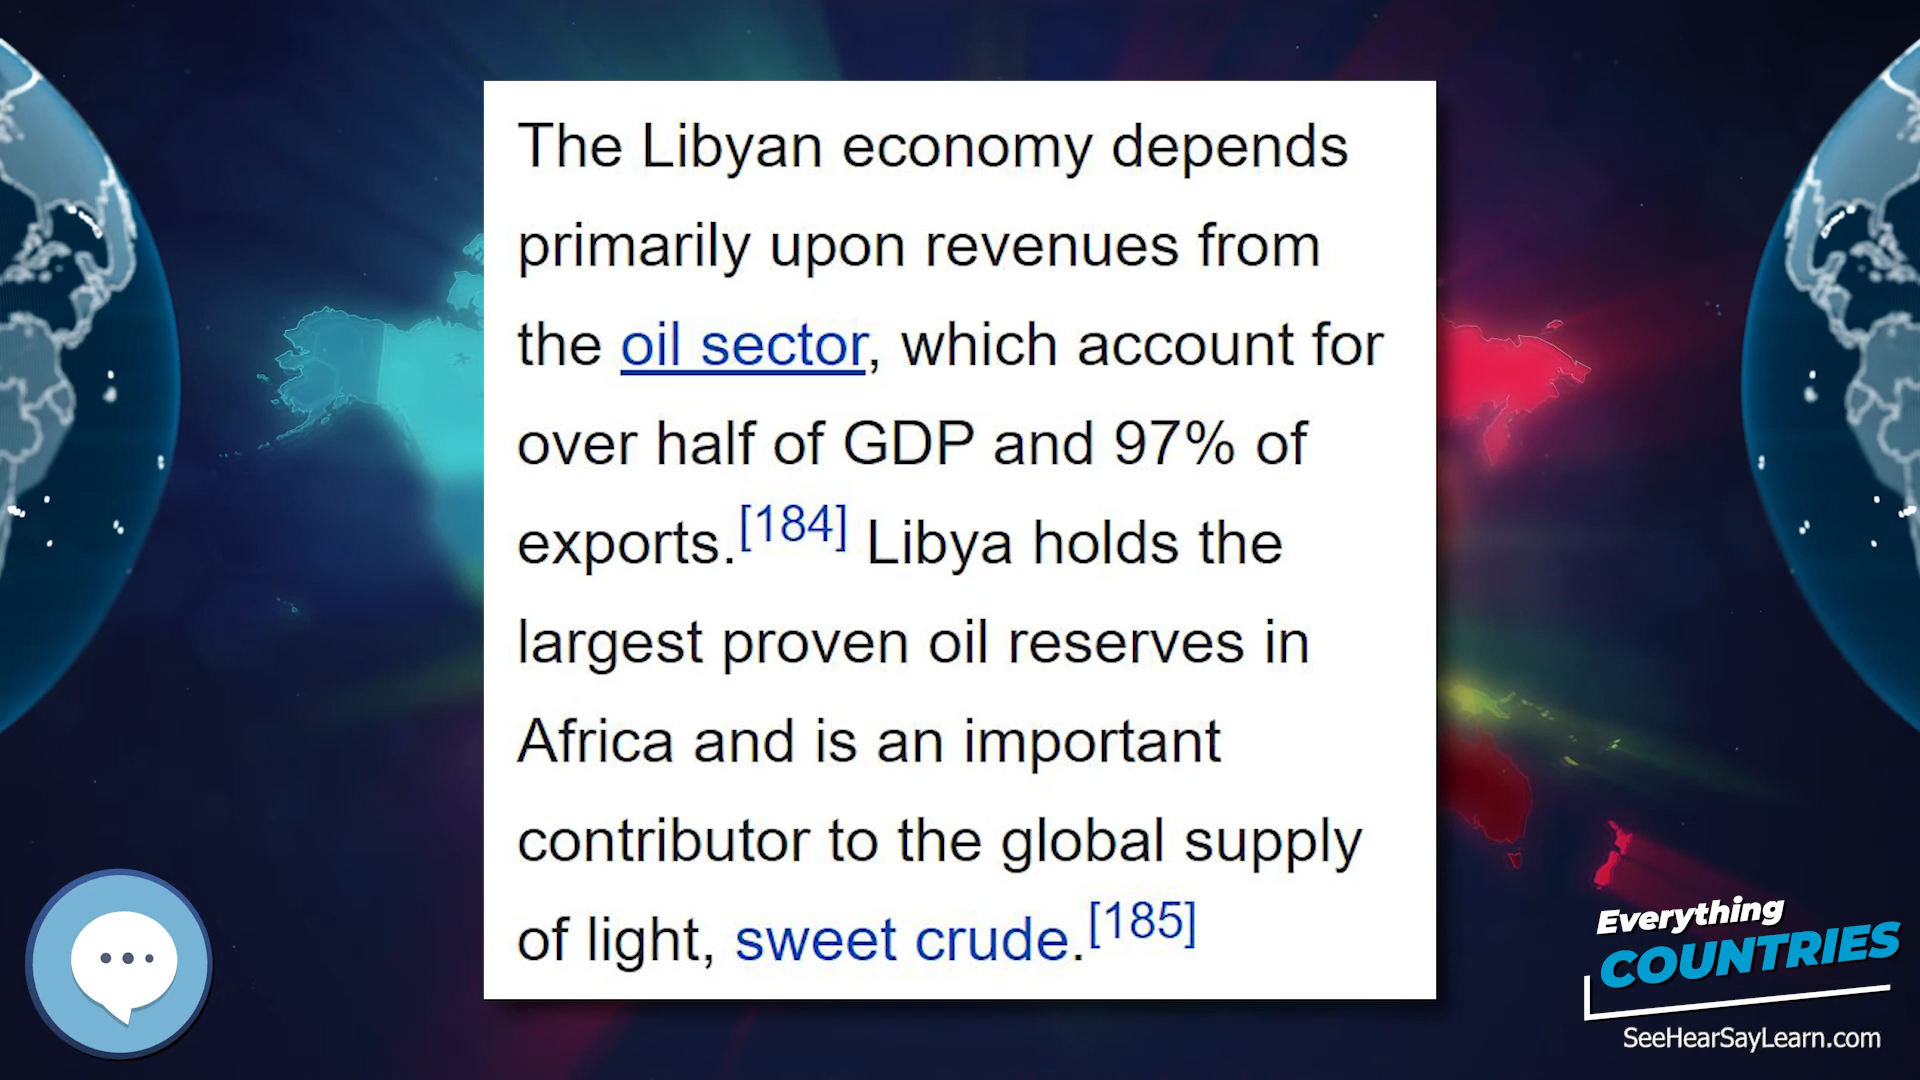 The Libyan economy depends
primarily upon revenues from
the oil sector, which account for
over half of GDP and 97% of
exports.[184] Libya holds the
largest proven oil reserves in
Africa and is an important
contributor to the global supply
of light, sweet crude.[185]
Everything
COUNTRIES
SeeHearSayLearn.com